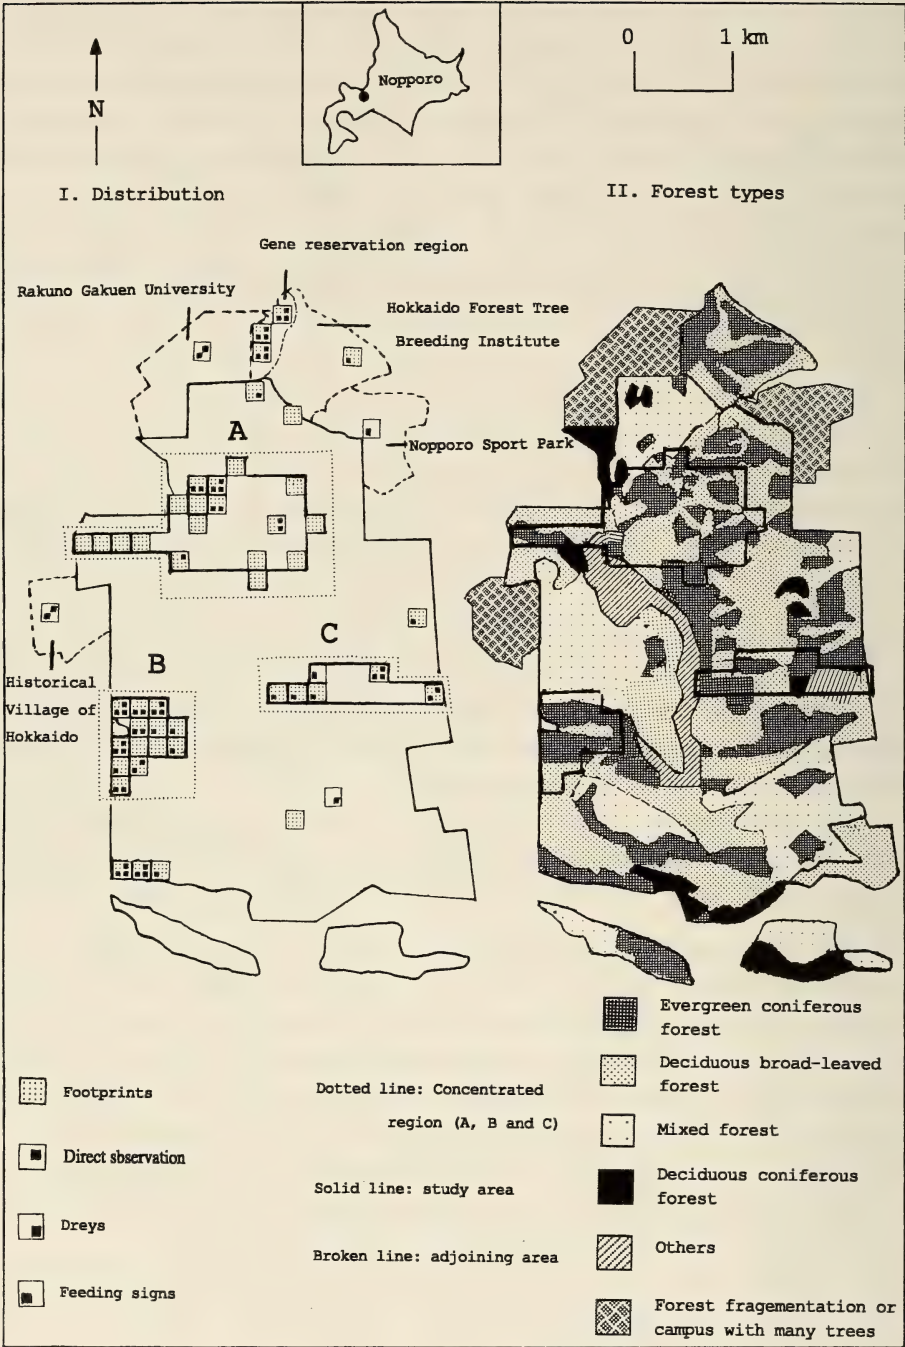 0 1 km
Nopporo
N
I. Distribution
II. Forest types
Gene reservation region
Rakuno Gakuen University
Hokkaido Forest Tree
Breeding Institute
A
Nopporo Sport Park
C
B
Historical
Village of
Hokkaido
Footprints
Direct sbservation
Dreys
Feeding signs
Dotted line: Concentrated
region (A, B and C)
Solid line: study area
Broken line: adjoining area
Evergreen coniferous
forest
Deciduous broad-leaved
forest
Mixed forest
Deciduous coniferous
forest
Others
Forest fragementation or
campus with many trees